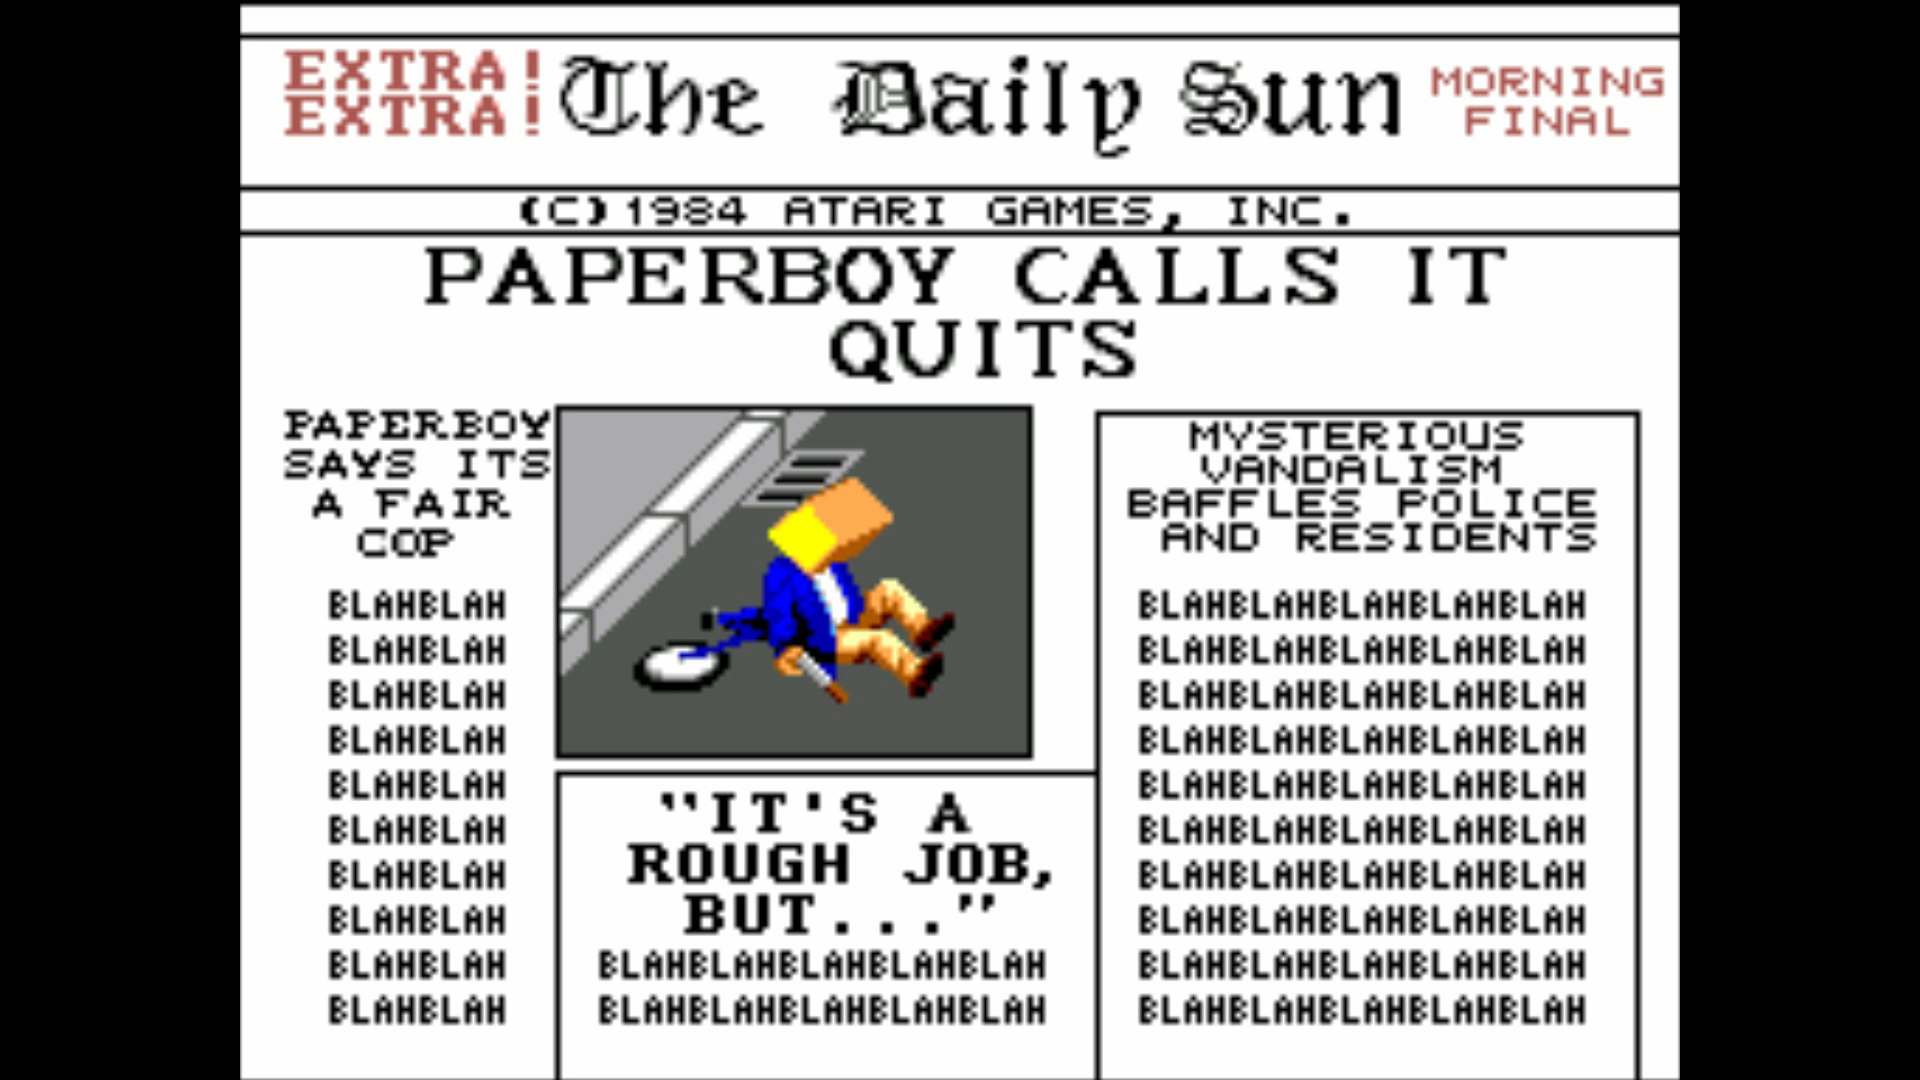 EXTRA!
EXTRA!
The Daily Sun
MORNING
FINAL
(C)1984 ATARI GAMES, INC.
PAPERBOY CALLS IT
QUITS
PAPERBOY
SAYS ITS
A FAIR
COP
BLAHBLAH
BLAHBLAH
BLAHBLAH
BLAHBLAH
BLAHBLAH
BLAHBLAH
BLAHBLAH
BLAHBLAH
BLAHBLAH
BLAHBLAH
"IT'S A
ROUGH JOB,
BUT..."
BLAHBLAHBLAHBLAHBLAH
BLAHBLAHBLAHBLAHBLAH
MYSTERIOUS
VANDALISM
BAFFLES POLICE
AND RESIDENTS
BLAHBLAHBLAHBLAHBLAH
BLAHBLAHBLAHBLAHBLAH
BLAHBLAHBLAHBLAHBLAH
BLAHBLAHBLAHBLAHBLAH
BLAHBLAHBLAHBLAHBLAH
BLAHBLAHBLAHBLAHBLAH
BLAHBLAHBLAHBLAHBLAH
BLAHBLAHBLAHBLAHBLAH
BLAHBLAHBLAHBLAHBLAH
BLAHBLAHBLAHBLAHBLAH